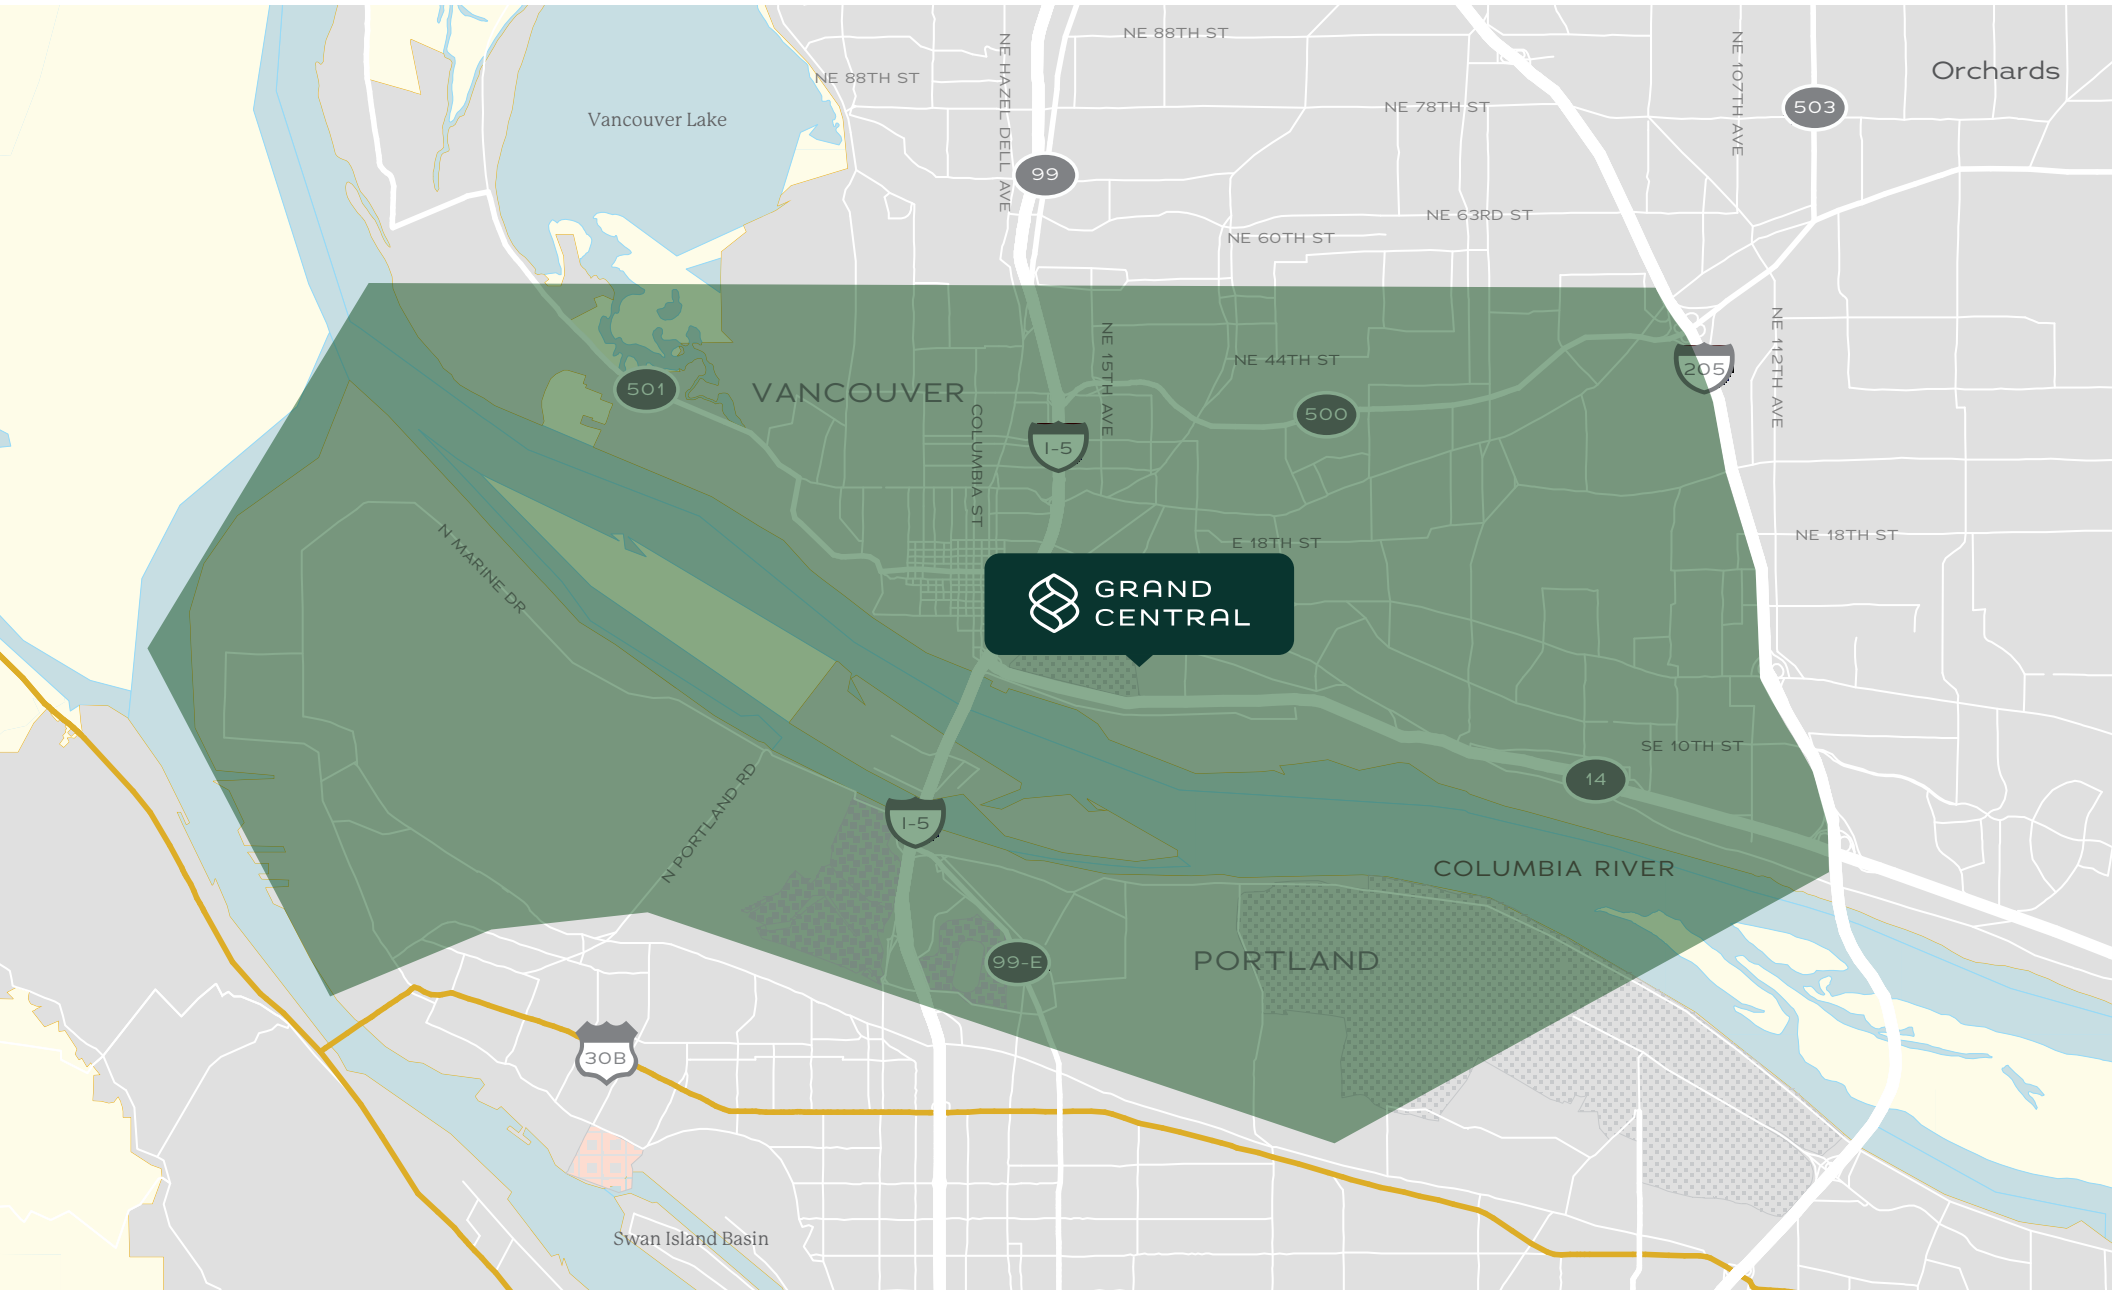 NE 88TH ST
NE 88TH ST
NE HAZEL DELL AVE
NE 107TH AVE
Orchards
503
NE 78TH ST
Vancouver Lake
99
NE 63RD ST
NE 60TH ST
NE 15TH AVE
NE 112TH AVE
NE 44TH ST
205
501
VANCOUVER
COLUMBIA ST
500
I-5
N MARINE DR
NE 18TH ST
E 18TH ST
GRAND
CENTRAL
SE 10TH ST
14
N PORTLAND RD
I-5
COLUMBIA RIVER
99-E
PORTLAND
30B
Swan Island Basin